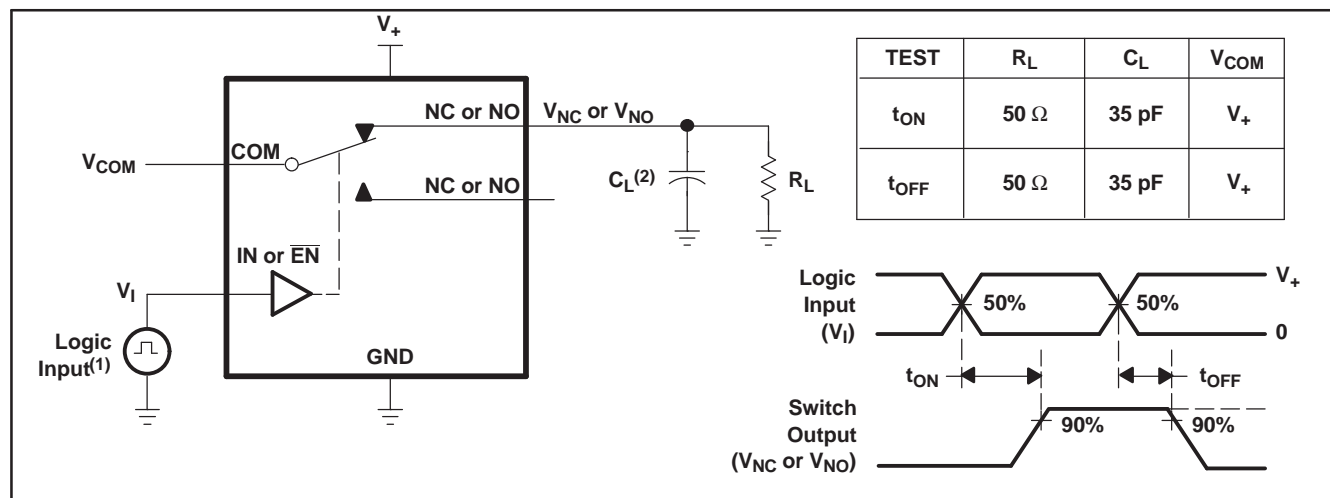 V+
NC or NO
VNC or VNO
COM
VCOM
CL(2)
RL
NC or NO
IN or E̅N̅
VI
Logic
Input(1)
GND
TEST RL CL VCOM
tON 50 Ω 35 pF V+
tOFF 50 Ω 35 pF V+
Logic
Input
(VI)
50%
50%
V+
0
tON
tOFF
Switch
Output
(VNC or VNO)
90%
90%